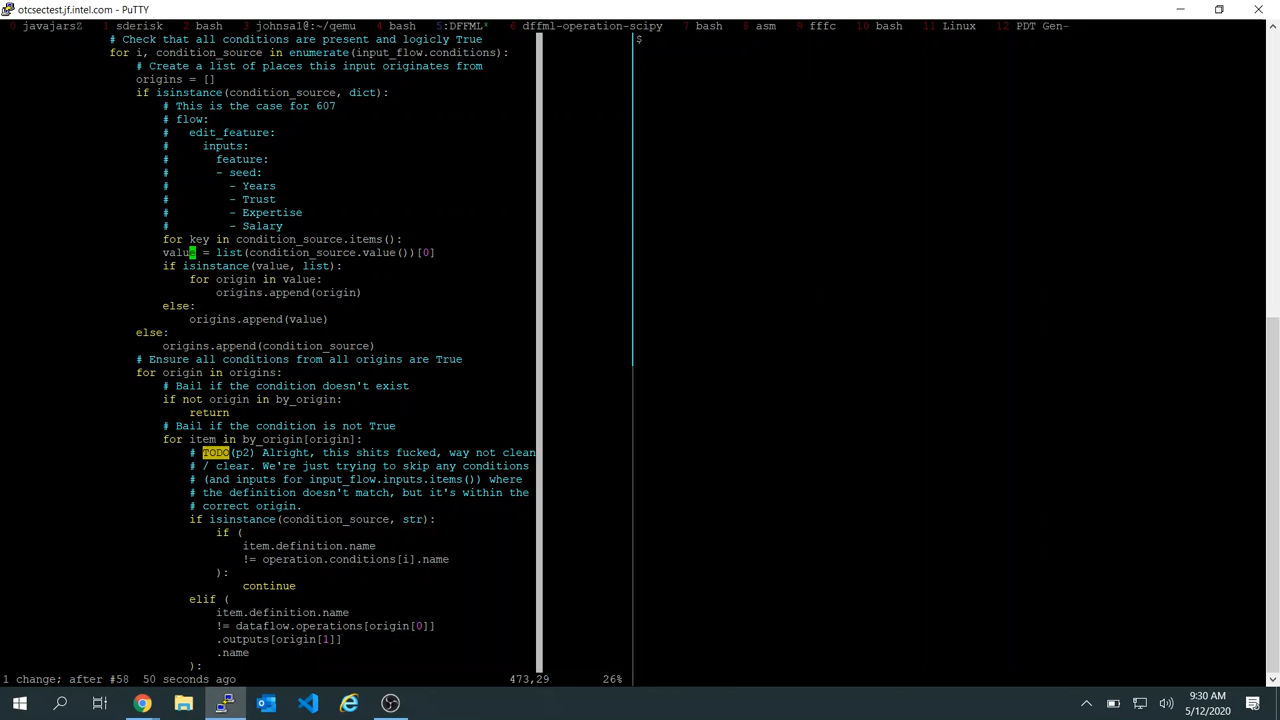 otcsectest.jf.intel.com - PuTTY
0 javajarsZ 1 sderisk 2 bash 3 johnsa1@:~/qemu 4 bash 5:DFFML* 6 dffml-operation-scipy 7 bash 8 asm 9 fffc 10 bash 11 Linux 12 PDT Gen-
# Check that all conditions are present and logicly True
for i, condition_source in enumerate(input_flow.conditions):
# Create a list of places this input originates from
origins = []
if isinstance(condition_source, dict):
# This is the case for 607
# flow:
#   edit_feature:
#     inputs:
#       feature:
#       - seed:
#         - Years
#         - Trust
#         - Expertise
#         - Salary
for key in condition_source.items():
value = list(condition_source.value())[0]
if isinstance(value, list):
for origin in value:
origins.append(origin)
else:
origins.append(value)
else:
origins.append(condition_source)
# Ensure all conditions from all origins are True
for origin in origins:
# Bail if the condition doesn't exist
if not origin in by_origin:
return
# Bail if the condition is not True
for item in by_origin[origin]:
# TODO(p2) Alright, this shits fucked, way not clean
# / clear. We're just trying to skip any conditions
# (and inputs for input_flow.inputs.items()) where
# the definition doesn't match, but it's within the
# correct origin.
if isinstance(condition_source, str):
if (
item.definition.name
!= operation.conditions[i].name
):
continue
elif (
item.definition.name
!= dataflow.operations[origin[0]]
.outputs[origin[1]]
.name
):
1 change; after #58  50 seconds ago 473,29 26%
$
9:30 AM
5/12/2020